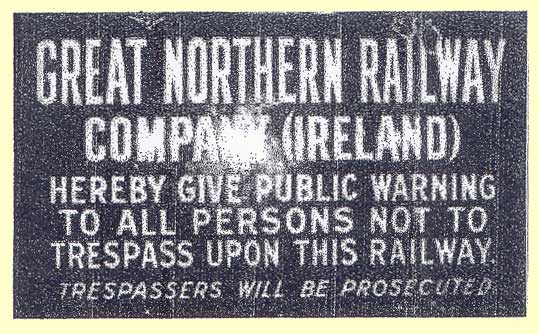 GREAT NORTHERN RAILWAY
COMPANY (IRELAND)
HEREBY GIVE PUBLIC WARNING
TO ALL PERSONS NOT TO
TRESPASS UPON THIS RAILWAY.
TRESPASSERS WILL BE PROSECUTED